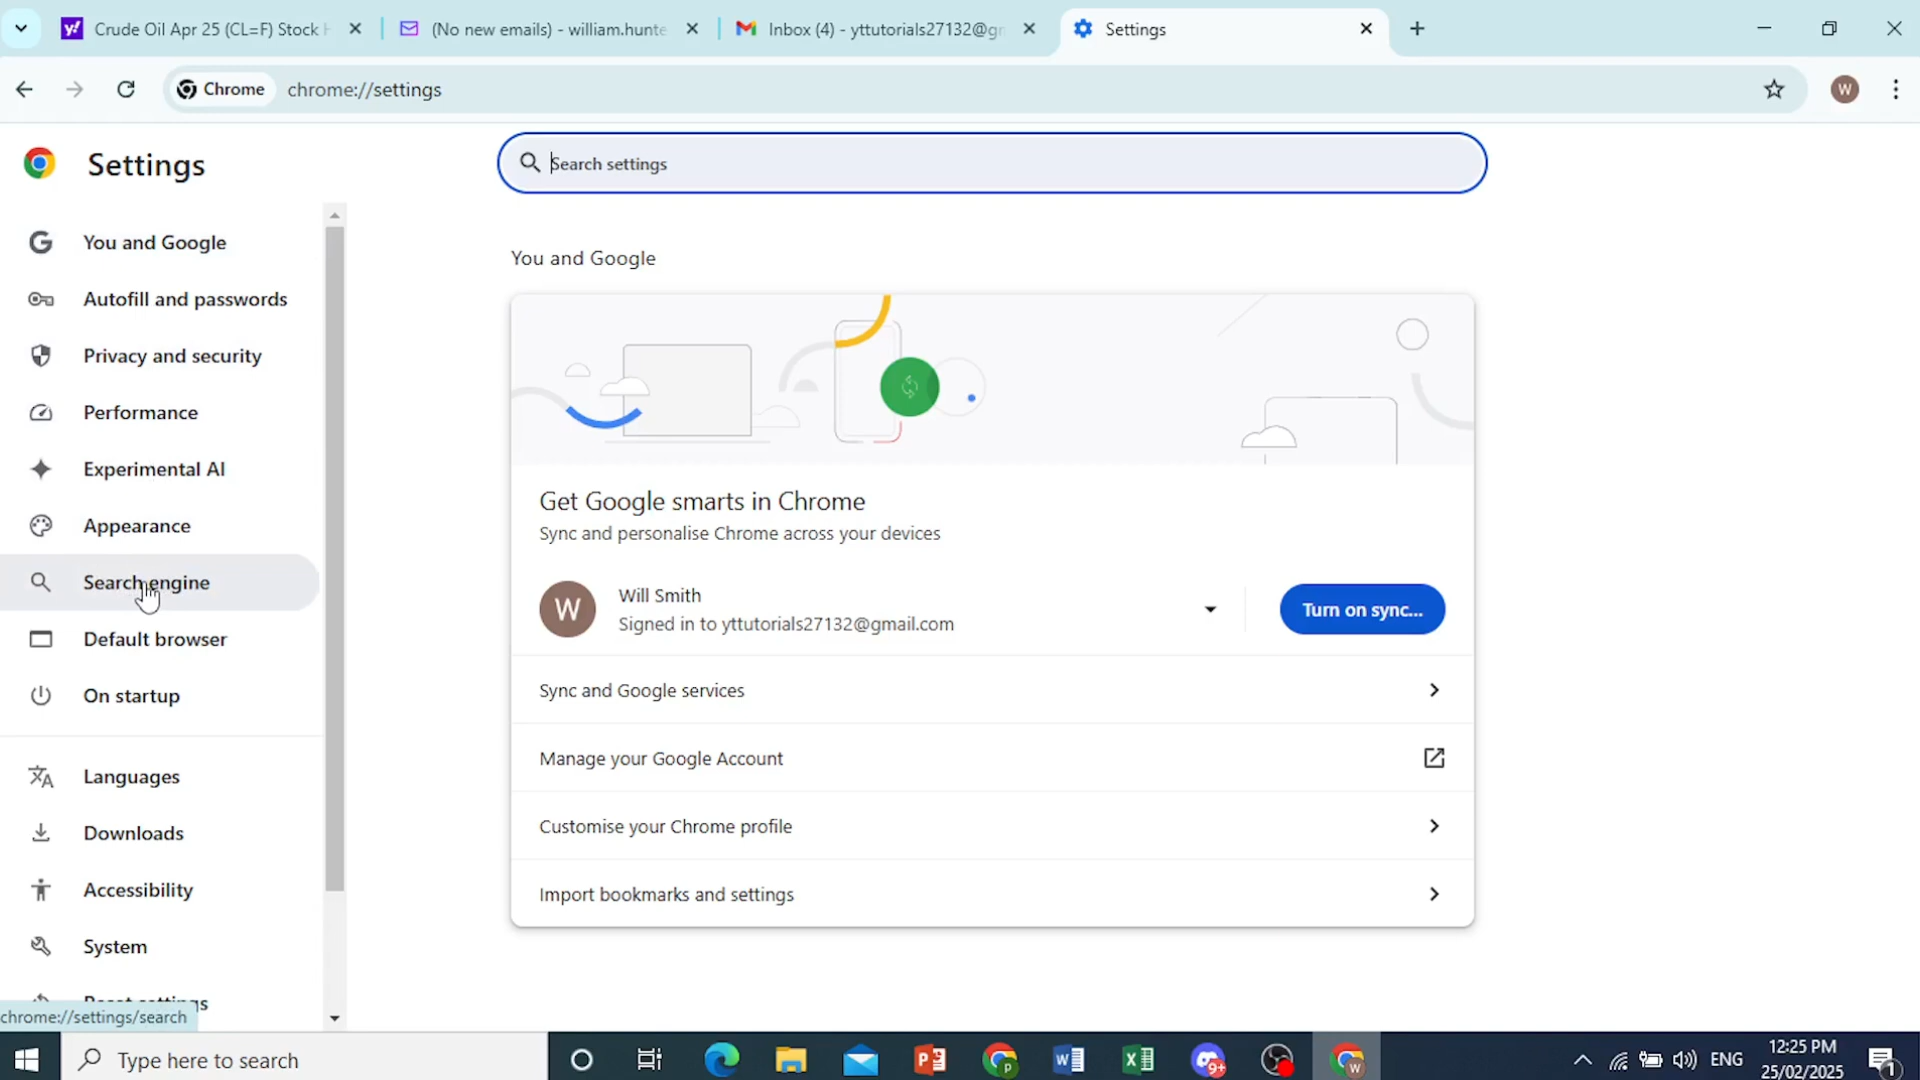 Crude Oil Apr 25 (CL=F) Stock H
(No new emails) - william.hunte
Inbox (4) - yttutorials27132@gm
Settings
Chrome
chrome://settings
W
Settings
Search settings
You and Google
Autofill and passwords
Privacy and security
Performance
Experimental AI
Appearance
Search engine
Default browser
On startup
Languages
Downloads
Accessibility
System
Reset settings
chrome://settings/search
You and Google
Get Google smarts in Chrome
Sync and personalise Chrome across your devices
W
Will Smith
Signed in to yttutorials27132@gmail.com
Turn on sync...
Sync and Google services
Manage your Google Account
Customise your Chrome profile
Import bookmarks and settings
Type here to search
9+
ENG
12:25 PM
25/02/2025
1